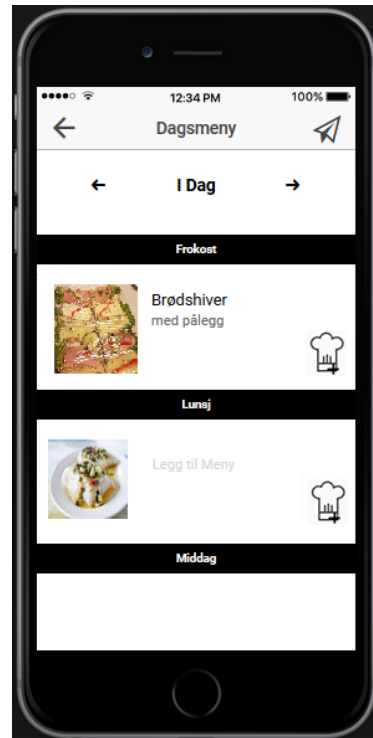 12:34 PM
100%
Dagsmeny
I Dag
Frokost
Brødshiver
med pålegg
Lunsj
Legg til Meny
Middag